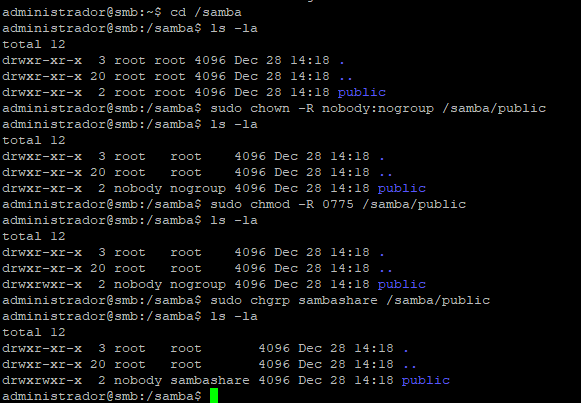 administrador@smb:~$ cd /samba
administrador@smb:/samba$ ls -la
total 12
drwxr-xr-x  3 root root 4096 Dec 28 14:18 .
drwxr-xr-x 20 root root 4096 Dec 28 14:18 ..
drwxr-xr-x  2 root root 4096 Dec 28 14:18 public
administrador@smb:/samba$ sudo chown -R nobody:nogroup /samba/public
administrador@smb:/samba$ ls -la
total 12
drwxr-xr-x  3 root   root    4096 Dec 28 14:18 .
drwxr-xr-x 20 root   root    4096 Dec 28 14:18 ..
drwxr-xr-x  2 nobody nogroup 4096 Dec 28 14:18 public
administrador@smb:/samba$ sudo chmod -R 0775 /samba/public
administrador@smb:/samba$ ls -la
total 12
drwxr-xr-x  3 root   root    4096 Dec 28 14:18 .
drwxr-xr-x 20 root   root    4096 Dec 28 14:18 ..
drwxrwxr-x  2 nobody nogroup 4096 Dec 28 14:18 public
administrador@smb:/samba$ sudo chgrp sambashare /samba/public
administrador@smb:/samba$ ls -la
total 12
drwxr-xr-x  3 root   root       4096 Dec 28 14:18 .
drwxr-xr-x 20 root   root       4096 Dec 28 14:18 ..
drwxrwxr-x  2 nobody sambashare 4096 Dec 28 14:18 public
administrador@smb:/samba$